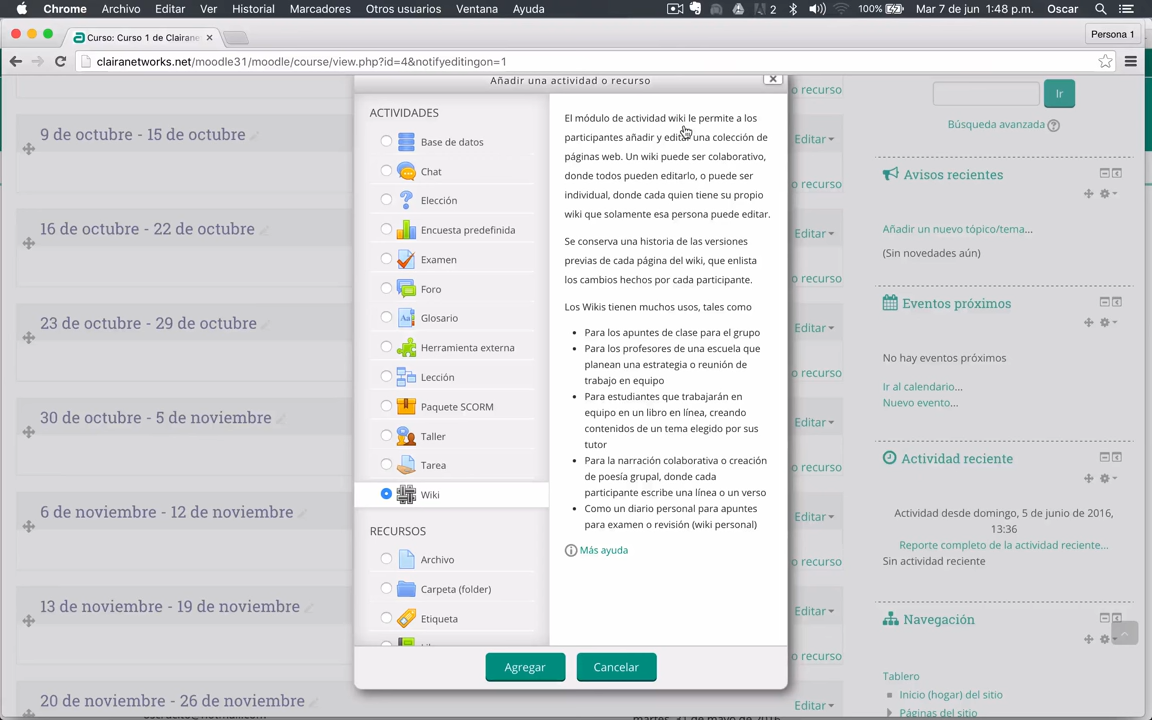 Chrome Archivo Editar Ver Historial Marcadores Otros usuarios Ventana Ayuda 2 100% Mar 7 de jun 1:48 p.m. Oscar
Curso: Curso 1 de Clairane
Persona 1
clairanetworks.net/moodle31/moodle/course/view.php?id=4&notifyeditingon=1
Añadir una actividad o recurso
ACTIVIDADES
Base de datos
Chat
Elección
Encuesta predefinida
Examen
Foro
Glosario
Herramienta externa
Lección
Paquete SCORM
Taller
Tarea
Wiki
RECURSOS
Archivo
Carpeta (folder)
Etiqueta
El módulo de actividad wiki le permite a los
participantes añadir y editar una colección de
páginas web. Un wiki puede ser colaborativo,
donde todos pueden editarlo, o puede ser
individual, donde cada quien tiene su propio
wiki que solamente esa persona puede editar.
Se conserva una historia de las versiones
previas de cada página del wiki, que enlista
los cambios hechos por cada participante.
Los Wikis tienen muchos usos, tales como
Para los apuntes de clase para el grupo
Para los profesores de una escuela que
planean una estrategia o reunión de
trabajo en equipo
Para estudiantes que trabajarán en
equipo en un libro en línea, creando
contenidos de un tema elegido por sus
tutor
Para la narración colaborativa o creación
de poesía grupal, donde cada
participante escribe una línea o un verso
Como un diario personal para apuntes
para examen o revisión (wiki personal)
Más ayuda
Agregar Cancelar
9 de octubre - 15 de octubre
16 de octubre - 22 de octubre
23 de octubre - 29 de octubre
30 de octubre - 5 de noviembre
6 de noviembre - 12 de noviembre
13 de noviembre - 19 de noviembre
20 de noviembre - 26 de noviembre
o recurso
Editar
o recurso
Editar
o recurso
Editar
o recurso
Editar
o recurso
Editar
o recurso
Editar
o recurso
Editar
Ir
Búsqueda avanzada
Avisos recientes
Añadir un nuevo tópico/tema...
(Sin novedades aún)
Eventos próximos
No hay eventos próximos
Ir al calendario...
Nuevo evento...
Actividad reciente
Actividad desde domingo, 5 de junio de 2016,
13:36
Reporte completo de la actividad reciente...
Sin actividad reciente
Navegación
Tablero
Inicio (hogar) del sitio
Páginas del sitio